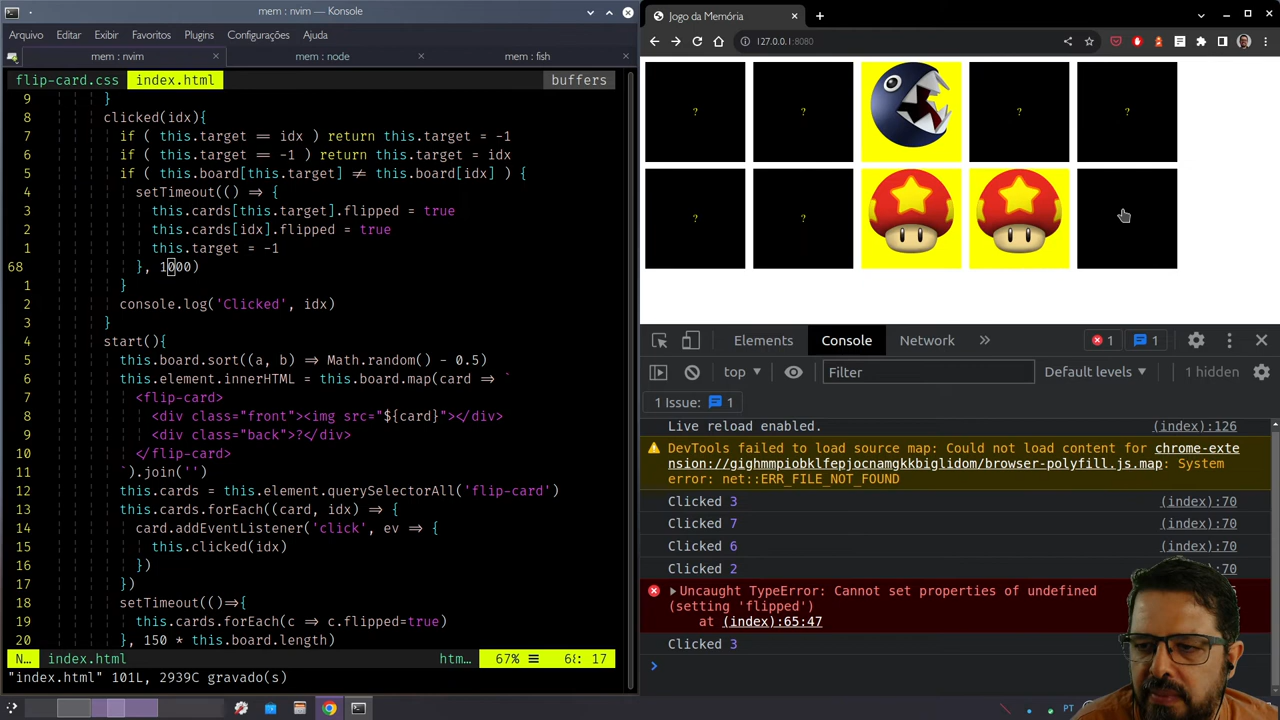 mem : nvim — Konsole
Arquivo Editar Exibir Favoritos Plugins Configurações Ajuda
mem : nvim
mem : node
mem : fish
flip-card.css index.html buffers
9 }
8 clicked(idx){
7 if ( this.target == idx ) return this.target = -1
6 if ( this.target == -1 ) return this.target = idx
5 if ( this.board[this.target] ≠ this.board[idx] ) {
4 setTimeout(() => {
3 this.cards[this.target].flipped = true
2 this.cards[idx].flipped = true
1 this.target = -1
68 }, 1000)
1 }
2 console.log('Clicked', idx)
3 }
4 start(){
5 this.board.sort((a, b) => Math.random() - 0.5)
6 this.element.innerHTML = this.board.map(card => `
7 <flip-card>
8 <div class="front"><img src="${card}"></div>
9 <div class="back">?</div>
10 </flip-card>
11 `).join('')
12 this.cards = this.element.querySelectorAll('flip-card')
13 this.cards.forEach((card, idx) => {
14 card.addEventListener('click', ev => {
15 this.clicked(idx)
16 })
17 })
18 setTimeout(()=>{
19 this.cards.forEach(c => c.flipped=true)
20 }, 150 * this.board.length)
N… index.html htm… 67% 17
"index.html" 101L, 2939C gravado(s)
Jogo da Memória
127.0.0.1:8080
? ? ? ?
? ?
Elements Console Network
1 1
top Filter Default levels 1 hidden
1 Issue: 1
Live reload enabled. (index):126
DevTools failed to load source map: Could not load content for chrome-exte
nsion://gighmmpiobklfepjocnamgkkbiglidom/browser-polyfill.js.map: System
error: net::ERR_FILE_NOT_FOUND
Clicked 3 (index):70
Clicked 7 (index):70
Clicked 6 (index):70
Clicked 2 (index):70
Uncaught TypeError: Cannot set properties of undefined
(setting 'flipped')
at (index):65:47
Clicked 3
PT